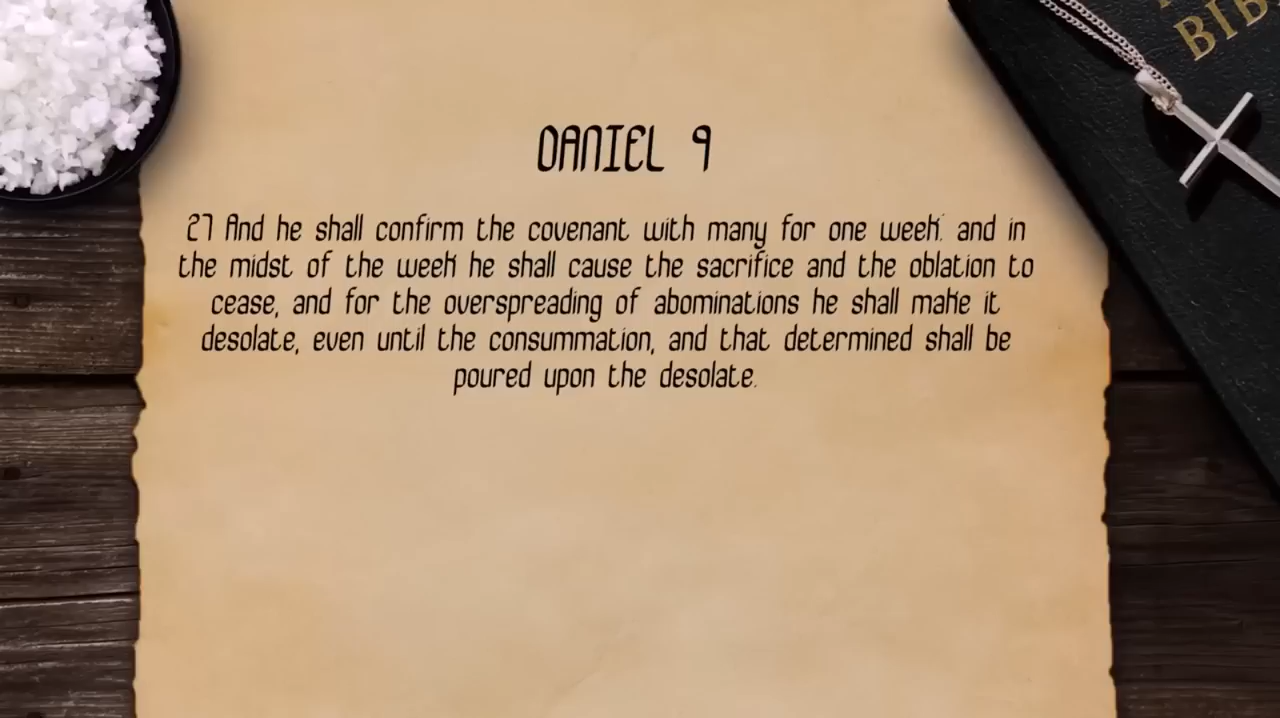 BIB
DANIEL 9
27 And he shall confirm the covenant with many for one week: and in
the midst of the week he shall cause the sacrifice and the oblation to
cease, and for the overspreading of abominations he shall make it
desolate, even until the consummation, and that determined shall be
poured upon the desolate.